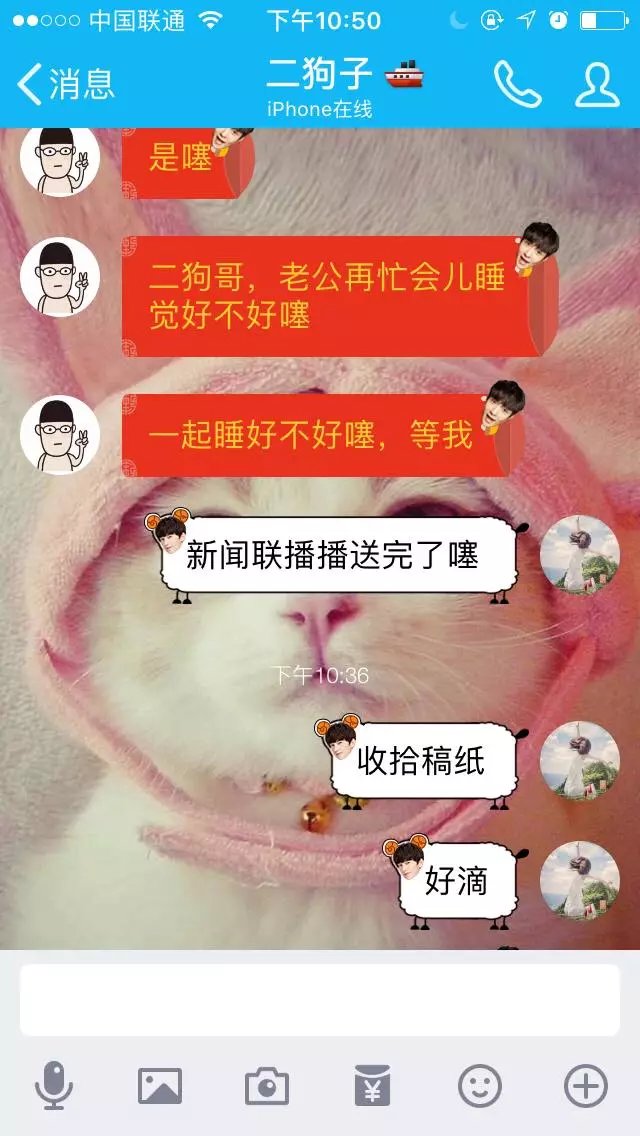 中国联通
下午10:50
消息
二狗子
iPhone在线
是噻
二狗哥，老公再忙会儿睡
觉好不好噻
一起睡好不好噻，等我
新闻联播播送完了噻
下午10:36
收拾稿纸
好滴